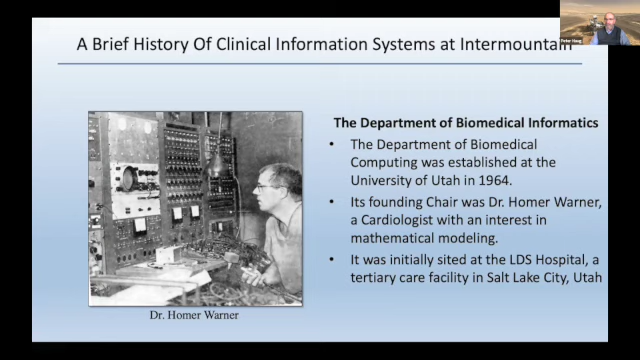 A Brief History Of Clinical Information Systems at Intermountain
Peter Haug
The Department of Biomedical Informatics
• The Department of Biomedical
Computing was established at the
University of Utah in 1964.
• Its founding Chair was Dr. Homer Warner,
a Cardiologist with an interest in
mathematical modeling.
• It was initially sited at the LDS Hospital, a
tertiary care facility in Salt Lake City, Utah
Dr. Homer Warner